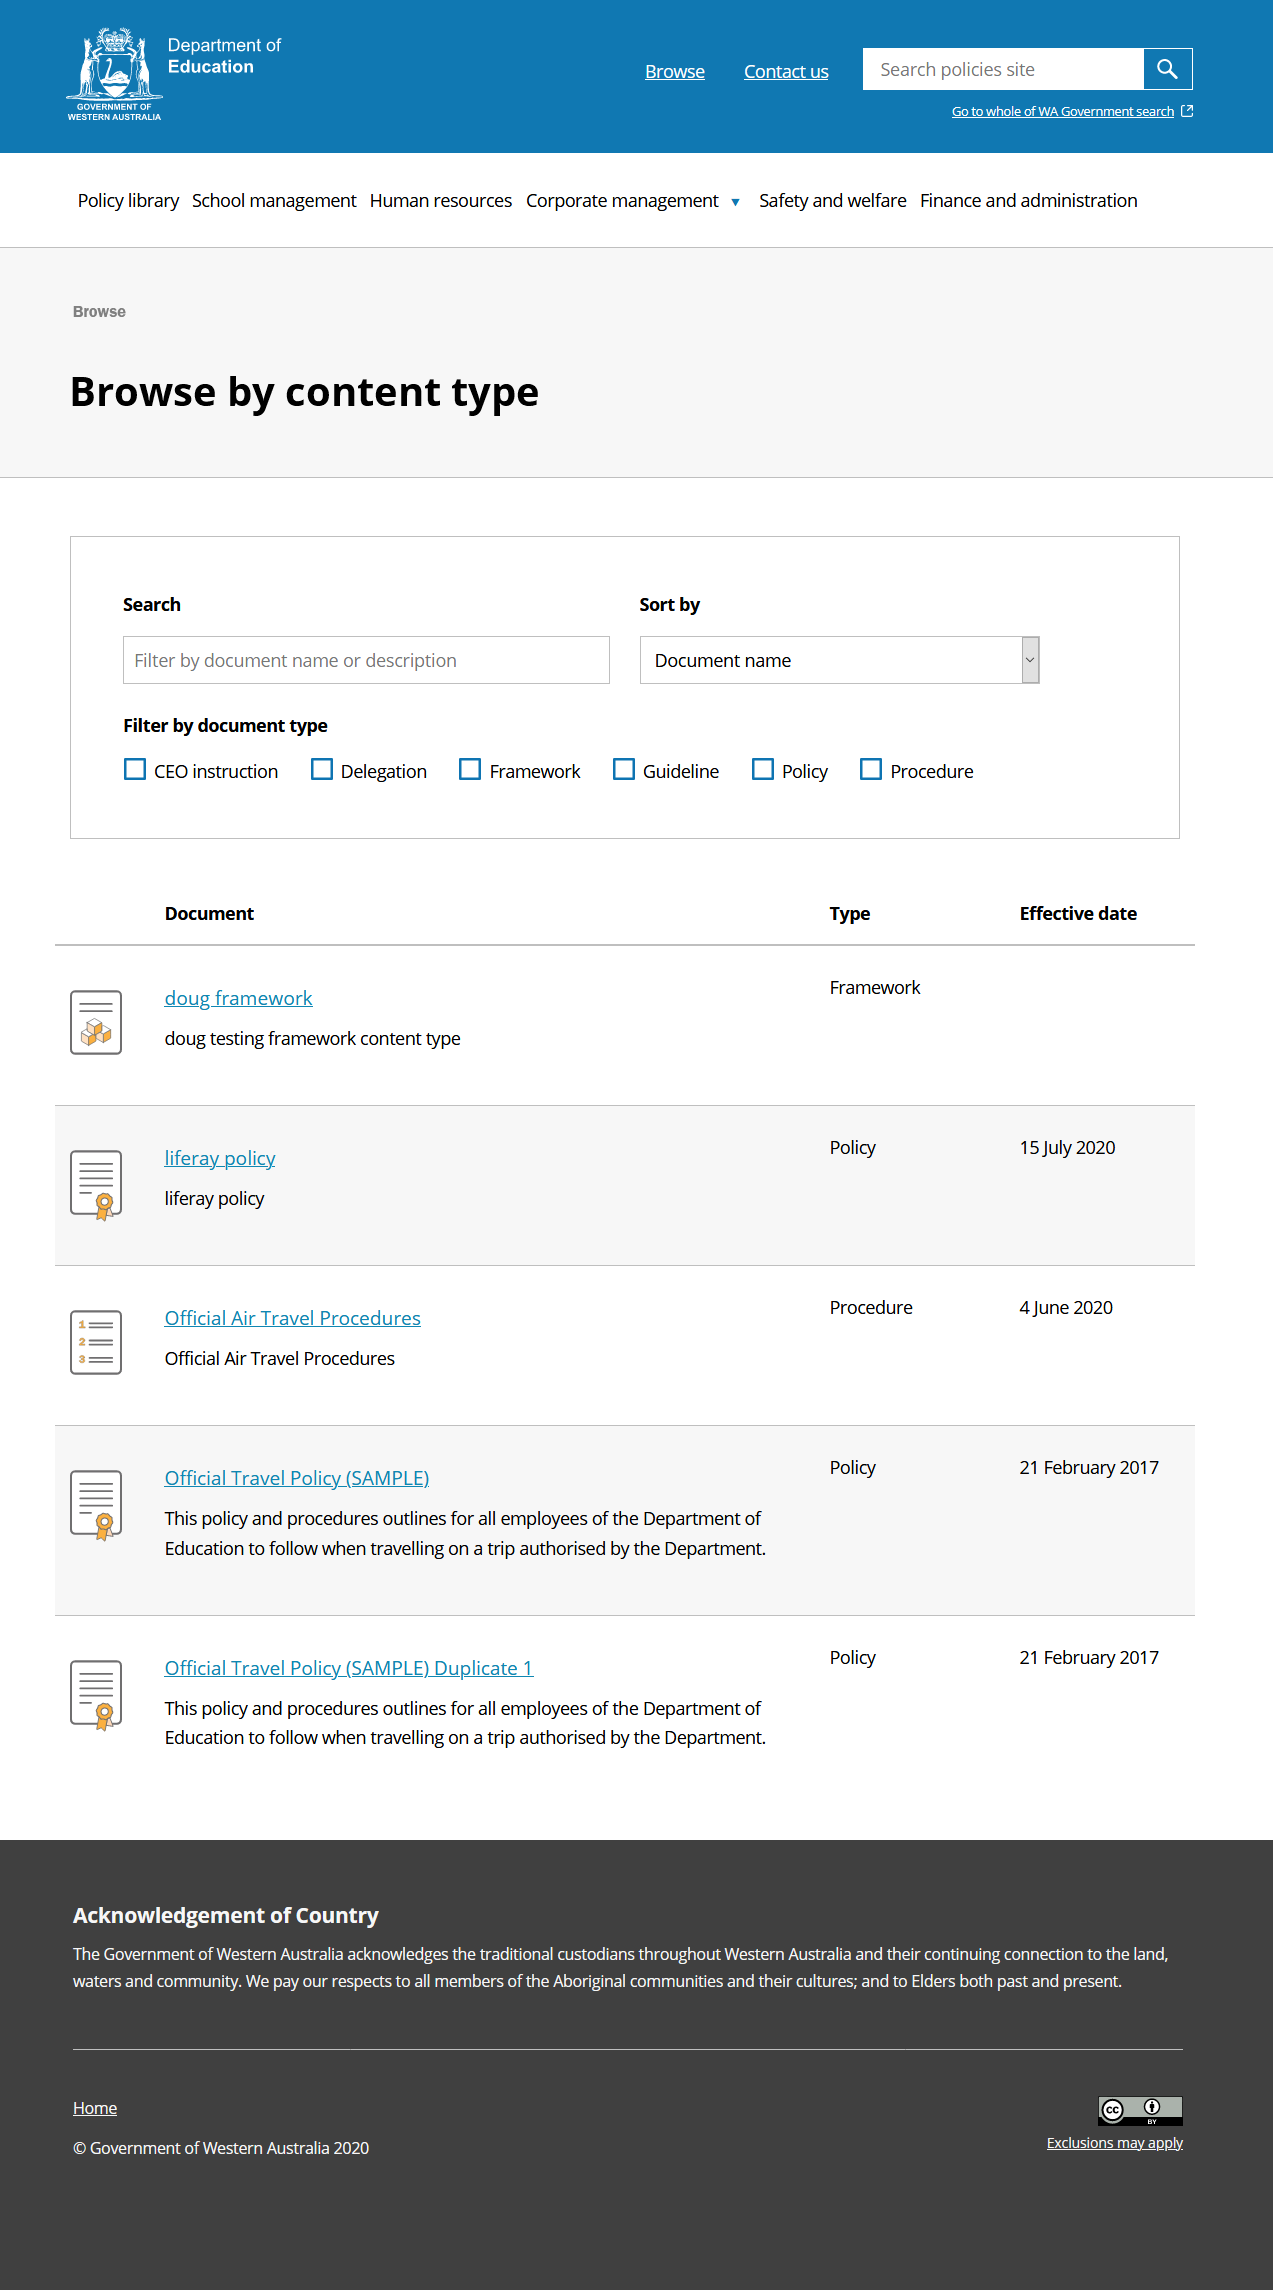 Department of
Education
GOVERNMENT OF
WESTERN AUSTRALIA
Browse
Contact us
Search policies site
Go to whole of WA Government search
Policy library School management Human resources Corporate management Safety and welfare Finance and administration
Browse
Browse by content type
Search
Sort by
Filter by document name or description
Document name
Filter by document type
CEO instruction Delegation Framework Guideline Policy Procedure
Document Type Effective date
doug framework
Framework
doug testing framework content type
liferay policy
Policy
15 July 2020
liferay policy
1
2
3
Official Air Travel Procedures
Procedure
4 June 2020
Official Air Travel Procedures
Official Travel Policy (SAMPLE)
Policy
21 February 2017
This policy and procedures outlines for all employees of the Department of
Education to follow when travelling on a trip authorised by the Department.
Official Travel Policy (SAMPLE) Duplicate 1
Policy
21 February 2017
This policy and procedures outlines for all employees of the Department of
Education to follow when travelling on a trip authorised by the Department.
Acknowledgement of Country
The Government of Western Australia acknowledges the traditional custodians throughout Western Australia and their continuing connection to the land,
waters and community. We pay our respects to all members of the Aboriginal communities and their cultures; and to Elders both past and present.
Home
© Government of Western Australia 2020
cc
BY
Exclusions may apply